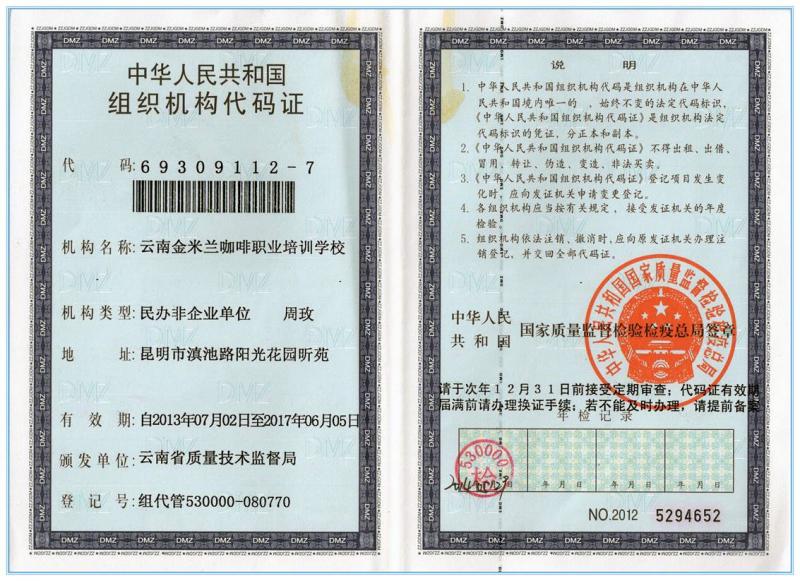 中华人民共和国
组织机构代码证
代 码: 69309112-7
机构名称: 云南金米兰咖啡职业培训学校
机构类型: 民办非企业单位 周玫
地 址: 昆明市滇池路阳光花园昕苑
有 效 期: 自2013年07月02日至2017年06月05日
颁发单位: 云南省质量技术监督局
登 记 号: 组代管530000-080770
说 明
1. 中华人民共和国组织机构代码是组织机构在中华人
民共和国境内唯一的、始终不变的法定代码标识,
《中华人民共和国组织机构代码证》是组织机构法定
代码标识的凭证,分正本和副本。
2. 《中华人民共和国组织机构代码证》不得出租、出借、
冒用、转让、伪造、变造、非法买卖。
3. 《中华人民共和国组织机构代码证》登记项目发生变
化时,应向发证机关申请变更登记。
4. 各组织机构应当按有关规定,接受发证机关的年度
检验。
5. 组织机构依法注销、撤消时,应向原发证机关办理注
销登记,并交回全部代码证。
中华人民
共和国 国家质量监督检验检疫总局签章
中华人民共和国国家质量监督检验检疫总局
请于次年12月31日前接受定期审查;代码证有效期
届满前请办理换证手续;若不能及时办理,请提前备案
年检记录
530000
检
年 月 日 年 月 日 年 月 日 年 月 日
NO.2012 5294652